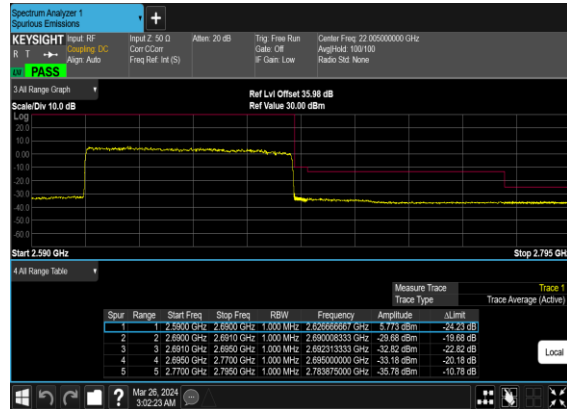 Spectrum Analyzer 1
Spurious Emissions
+
KEYSIGHT Input: RF Input Z: 50 Ω Atten: 20 dB Trig: Free Run Center Freq: 22.005000000 GHz
R T Coupling: DC Corr CCorr Gate: Off Avg|Hold: 100/100
Align: Auto Freq Ref: Int (S) IF Gain: Low Radio Std: None
PASS
3 All Range Graph
Ref Lvl Offset 35.98 dB
Scale/Div 10.0 dB Ref Value 30.00 dBm
Log
20.0
10.0
0.00
-10.0
-20.0
-30.0
-40.0
-50.0
-60.0
Start 2.590 GHz Stop 2.795 GH
4 All Range Table
Measure Trace Trace 1
Trace Type Trace Average (Active)
Spur Range Start Freq Stop Freq RBW Frequency Amplitude ΔLimit
1 1 2.5900 GHz 2.6900 GHz 1.000 MHz 2.626666667 GHz 5.773 dBm -24.23 dB
2 2 2.6900 GHz 2.6910 GHz 1.000 MHz 2.690008333 GHz -29.68 dBm -19.68 dB
3 3 2.6910 GHz 2.6950 GHz 1.000 MHz 2.692313333 GHz -32.82 dBm -22.82 dB
4 4 2.6950 GHz 2.7700 GHz 1.000 MHz 2.695000000 GHz -33.18 dBm -20.18 dB
5 5 2.7700 GHz 2.7950 GHz 1.000 MHz 2.783875000 GHz -35.78 dBm -10.78 dB
Local
? Mar 26, 2024
3:02:23 AM